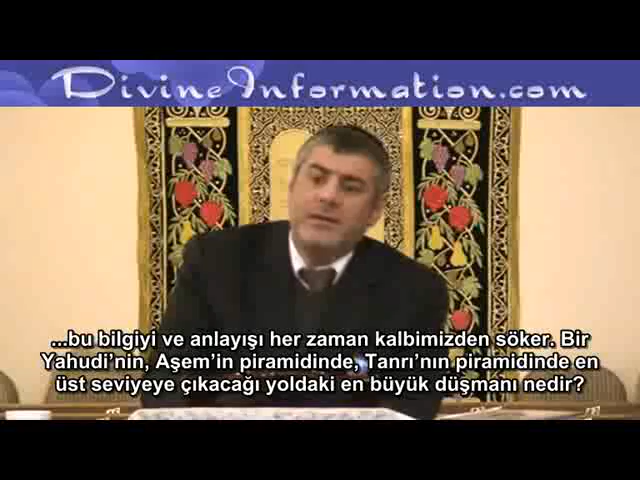 DivineInformation.com
...bu bilgiyi ve anlayışı her zaman kalbimizden söker. Bir
Yahudi'nin, Aşem'in piramidinde, Tanrı'nın piramidinde en
üst seviyeye çıkacağı yoldaki en büyük düşmanı nedir?